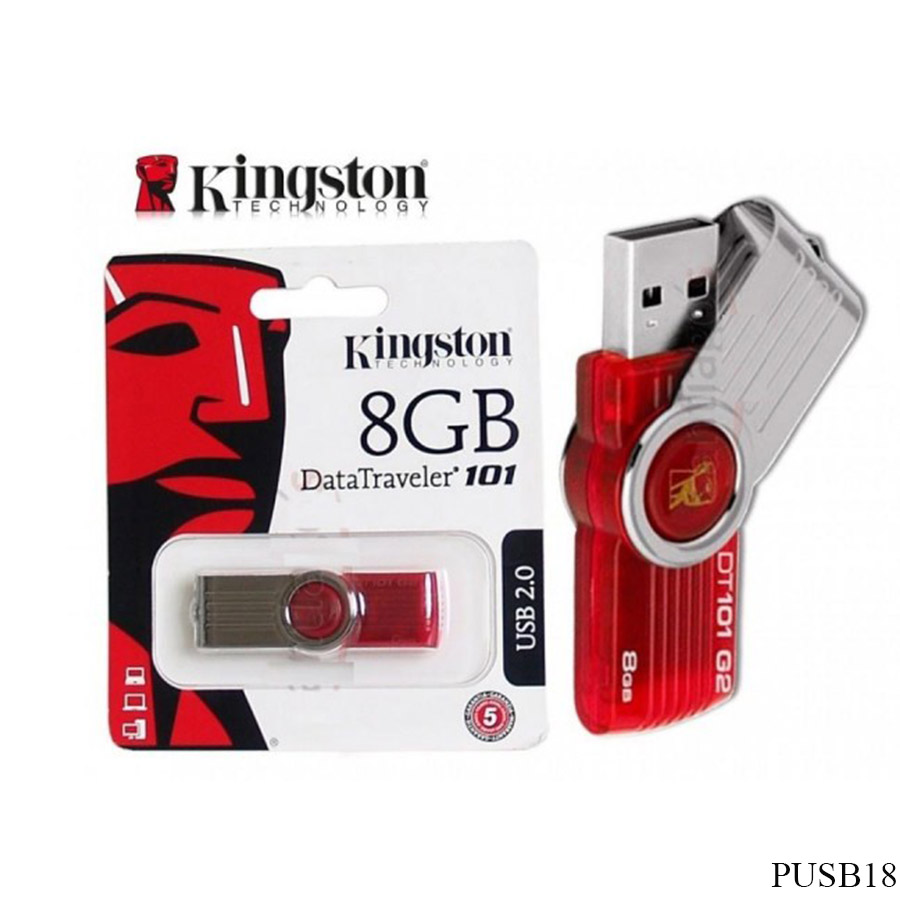 Kingston®
TECHNOLOGY
Kingston®
TECHNOLOGY
8GB
DataTraveler® 101
USB 2.0
5
DT101 G2
8GB
PUSB18